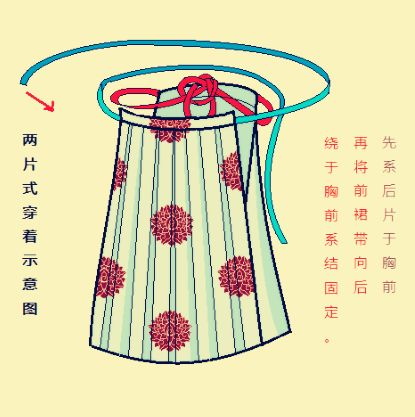 两片式穿着示意图
先系后片于胸前
再将前裙带向后
绕于胸前系结固定。